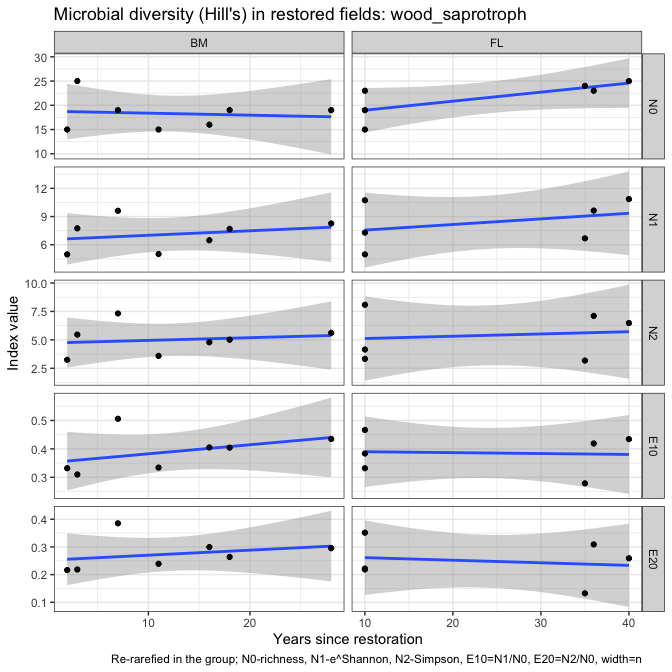 Microbial diversity (Hill's) in restored fields: wood_saprotroph
BM
FL
30
25
20
15
10
N0
12
9
6
N1
10.0
7.5
5.0
2.5
N2
0.5
0.4
0.3
E10
0.4
0.3
0.2
0.1
E20
Index value
10
20
10
20
30
40
Years since restoration
Re-rarefied in the group; N0-richness, N1-e^Shannon, N2-Simpson, E10=N1/N0, E20=N2/N0, width=n